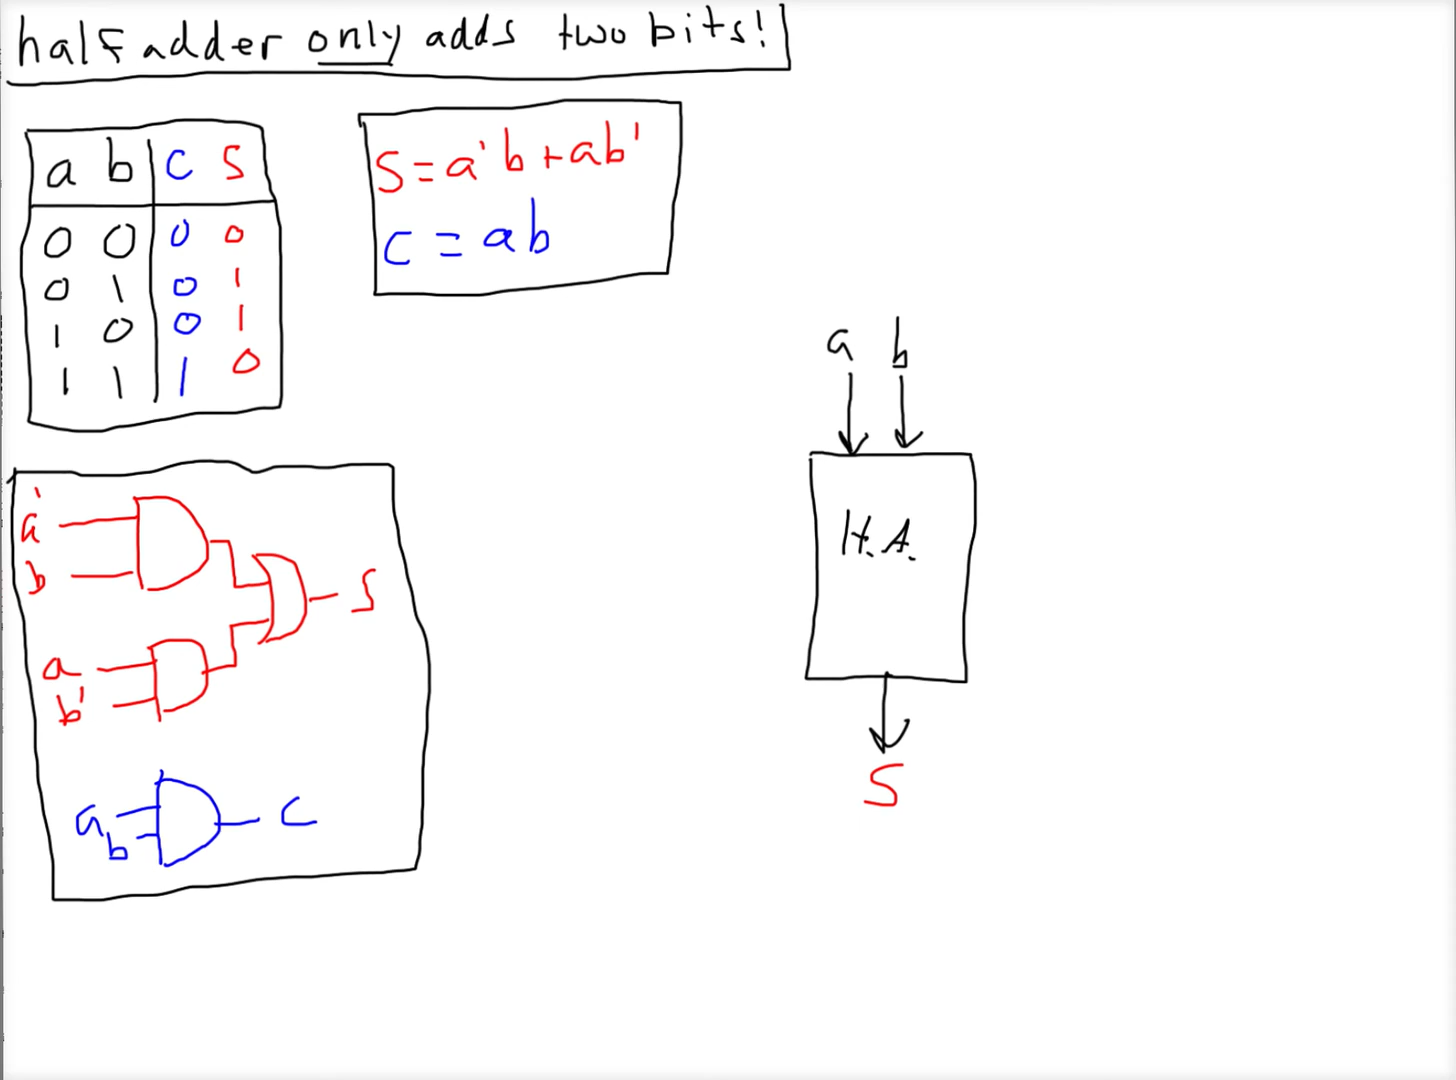 half adder only adds two bits!
a b c S
0 0 0 0
0 1 0 1
1 0 0 1
1 1 1 0
S = a'b + ab'
c = ab
a'
b
S
a
b'
a
b
c
a b
H.A.
S